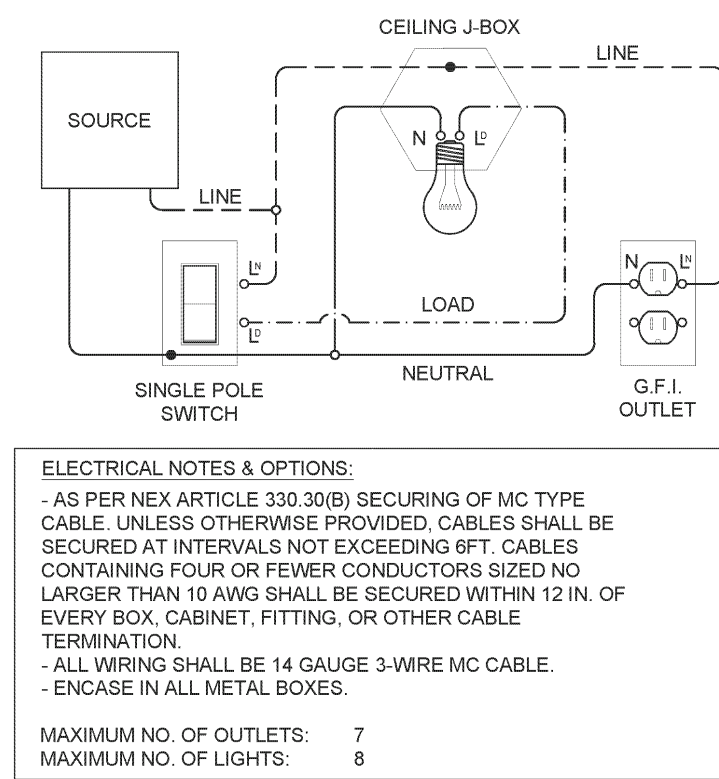 CEILING J-BOX
LINE
SOURCE
N
LD
LINE
LN
N
LN
LOAD
LD
NEUTRAL
SINGLE POLE
SWITCH
G.F.I.
OUTLET
ELECTRICAL NOTES & OPTIONS:
- AS PER NEX ARTICLE 330.30(B) SECURING OF MC TYPE
CABLE. UNLESS OTHERWISE PROVIDED, CABLES SHALL BE
SECURED AT INTERVALS NOT EXCEEDING 6FT. CABLES
CONTAINING FOUR OR FEWER CONDUCTORS SIZED NO
LARGER THAN 10 AWG SHALL BE SECURED WITHIN 12 IN. OF
EVERY BOX, CABINET, FITTING, OR OTHER CABLE
TERMINATION.
- ALL WIRING SHALL BE 14 GAUGE 3-WIRE MC CABLE.
- ENCASE IN ALL METAL BOXES.
MAXIMUM NO. OF OUTLETS: 7
MAXIMUM NO. OF LIGHTS: 8